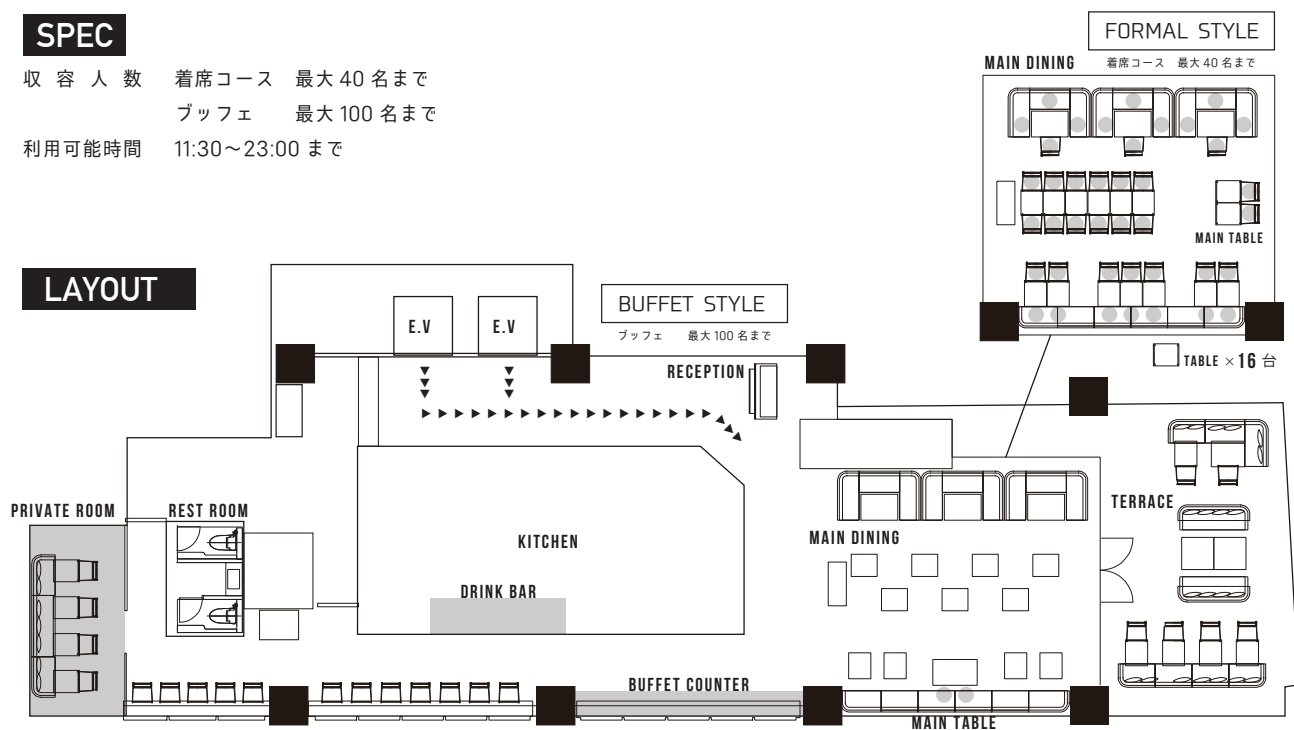 SPEC
収容人数 着席コース 最大 40 名まで
ブッフェ 最大 100 名まで
利用可能時間 11:30～23:00 まで
FORMAL STYLE
着席コース 最大 40 名まで
MAIN DINING
MAIN TABLE
TABLE ×16 台
LAYOUT
BUFFET STYLE
ブッフェ 最大 100 名まで
E.V
E.V
RECEPTION
PRIVATE ROOM
REST ROOM
KITCHEN
DRINK BAR
MAIN DINING
TERRACE
BUFFET COUNTER
MAIN TABLE